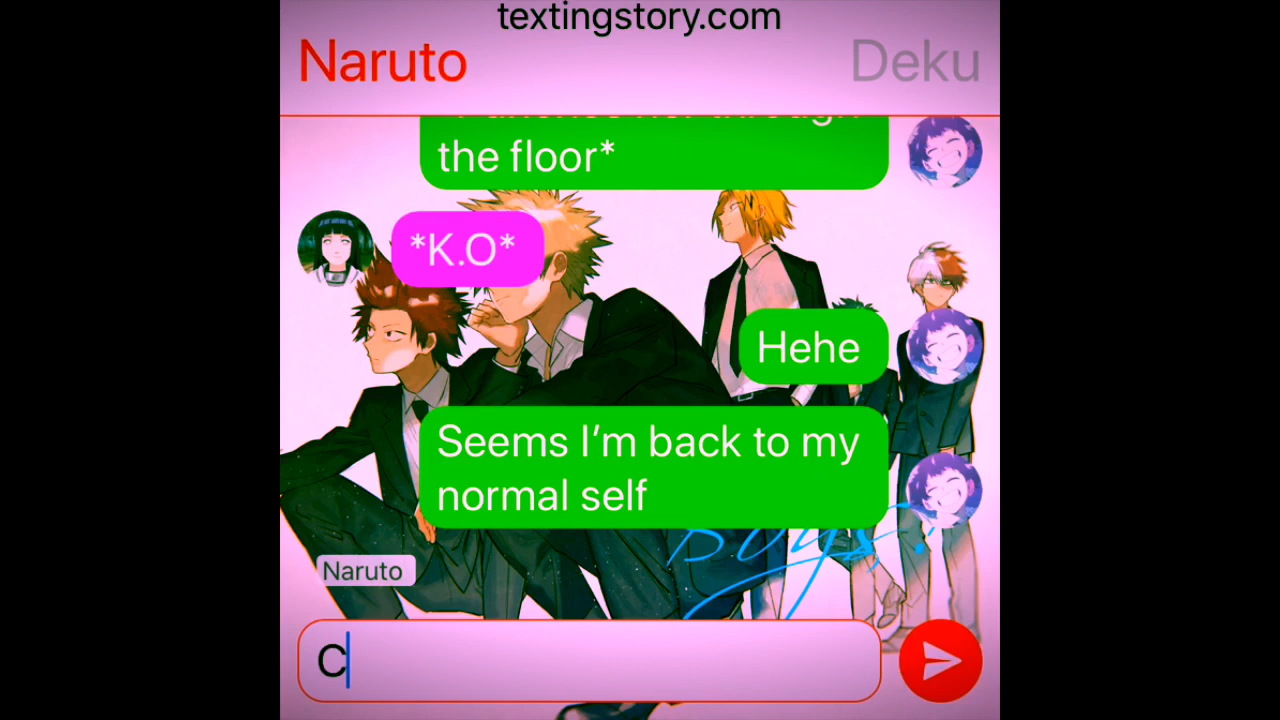 textingstory.com
Naruto
Deku
the floor*
*K.O*
Hehe
Seems I’m back to my
normal self
Naruto
C